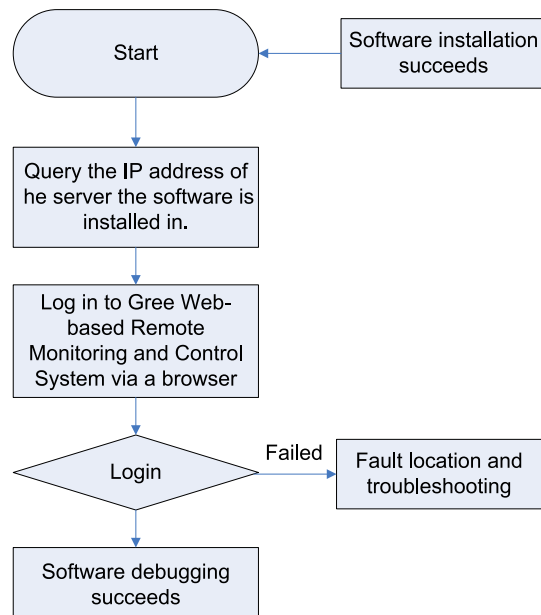 Start
Software installation
succeeds
Query the IP address of
he server the software is
installed in.
Log in to Gree Web-
based Remote
Monitoring and Control
System via a browser
Login
Failed
Fault location and
troubleshooting
Software debugging
succeeds